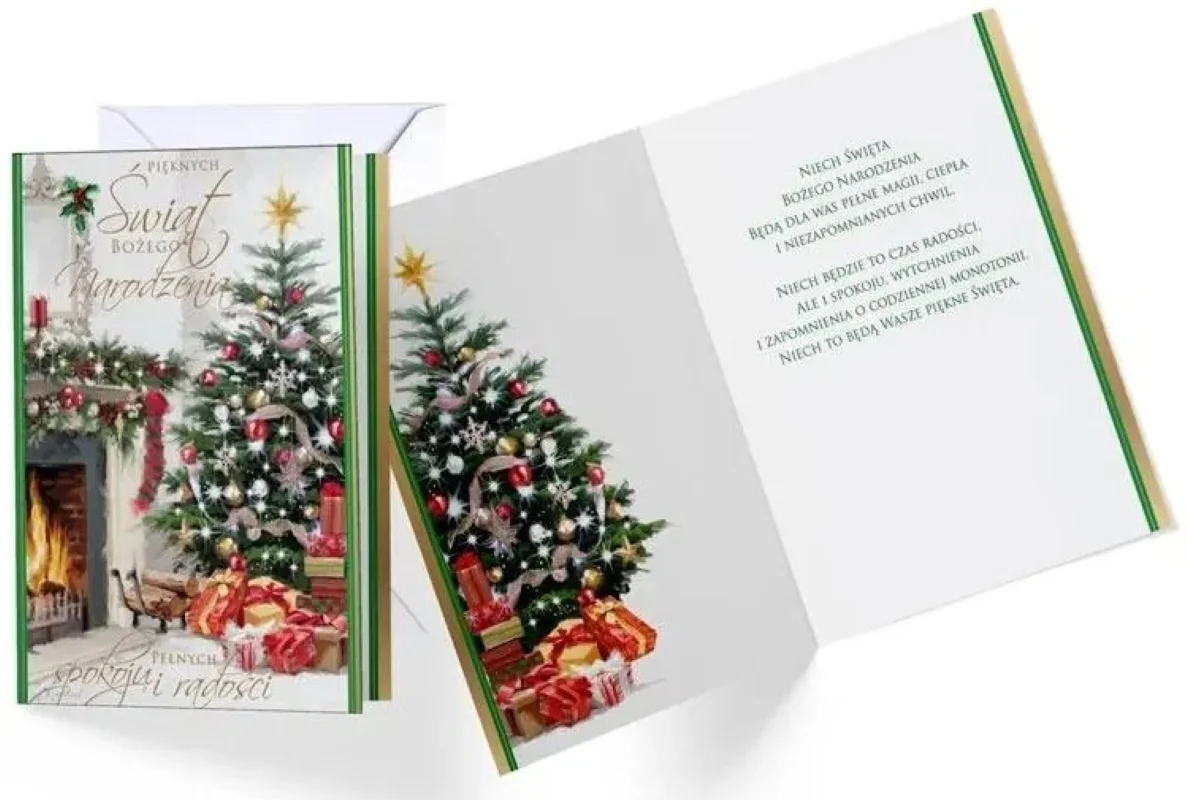 PIĘKNYCH
Świąt
BOŻEGO
Narodzenia
PEŁNYCH
spokoju i radości
NIECH ŚWIĘTA
BOŻEGO NARODZENIA
BĘDĄ DLA WAS PEŁNE MAGII, CIEPŁA
I NIEZAPOMNIANYCH CHWIL.
NIECH BĘDZIE TO CZAS RADOŚCI,
ALE I SPOKOJU, WYTCHNIENIA
I ZAPOMNIENIA O CODZIENNEJ MONOTONII.
NIECH TO BĘDĄ WASZE PIĘKNE ŚWIĘTA.